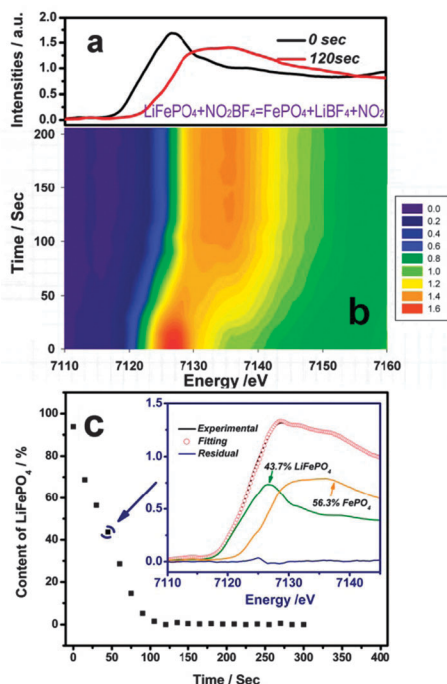 a
Intensities / a.u.
2.0
1.5
1.0
0.5
0.0
0 sec
120sec
LiFePO₄+NO₂BF₄=FePO₄+LiBF₄+NO₂
Time / Sec
200
150
100
50
0
b
7110 7120 7130 7140 7150 7160
Energy /eV
0.0
0.2
0.4
0.6
0.8
1.0
1.2
1.4
1.6
c
Content of LiFePO₄ / %
100
80
60
40
20
0
0 50 100 150 200 250 300 350 400
Time / Sec
1.5
1.0
0.5
0.0
Experimental
Fitting
Residual
43.7% LiFePO₄
56.3% FePO₄
7110 7120 7130 7140
Energy /eV